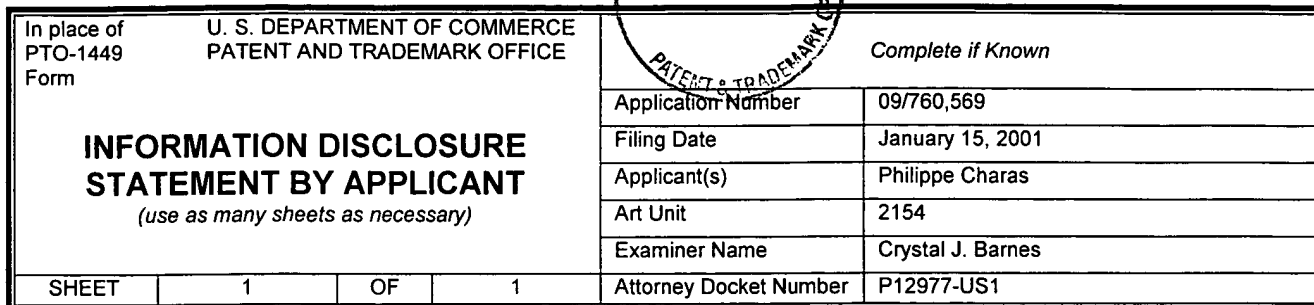 In place of U. S. DEPARTMENT OF COMMERCE
PTO-1449 PATENT AND TRADEMARK OFFICE
Form
INFORMATION DISCLOSURE
STATEMENT BY APPLICANT
(use as many sheets as necessary)
SHEET 1 OF 1
PATENT & TRADEMARK
Complete if Known
Application Number 09/760,569
Filing Date January 15, 2001
Applicant(s) Philippe Charas
Art Unit 2154
Examiner Name Crystal J. Barnes
Attorney Docket Number P12977-US1